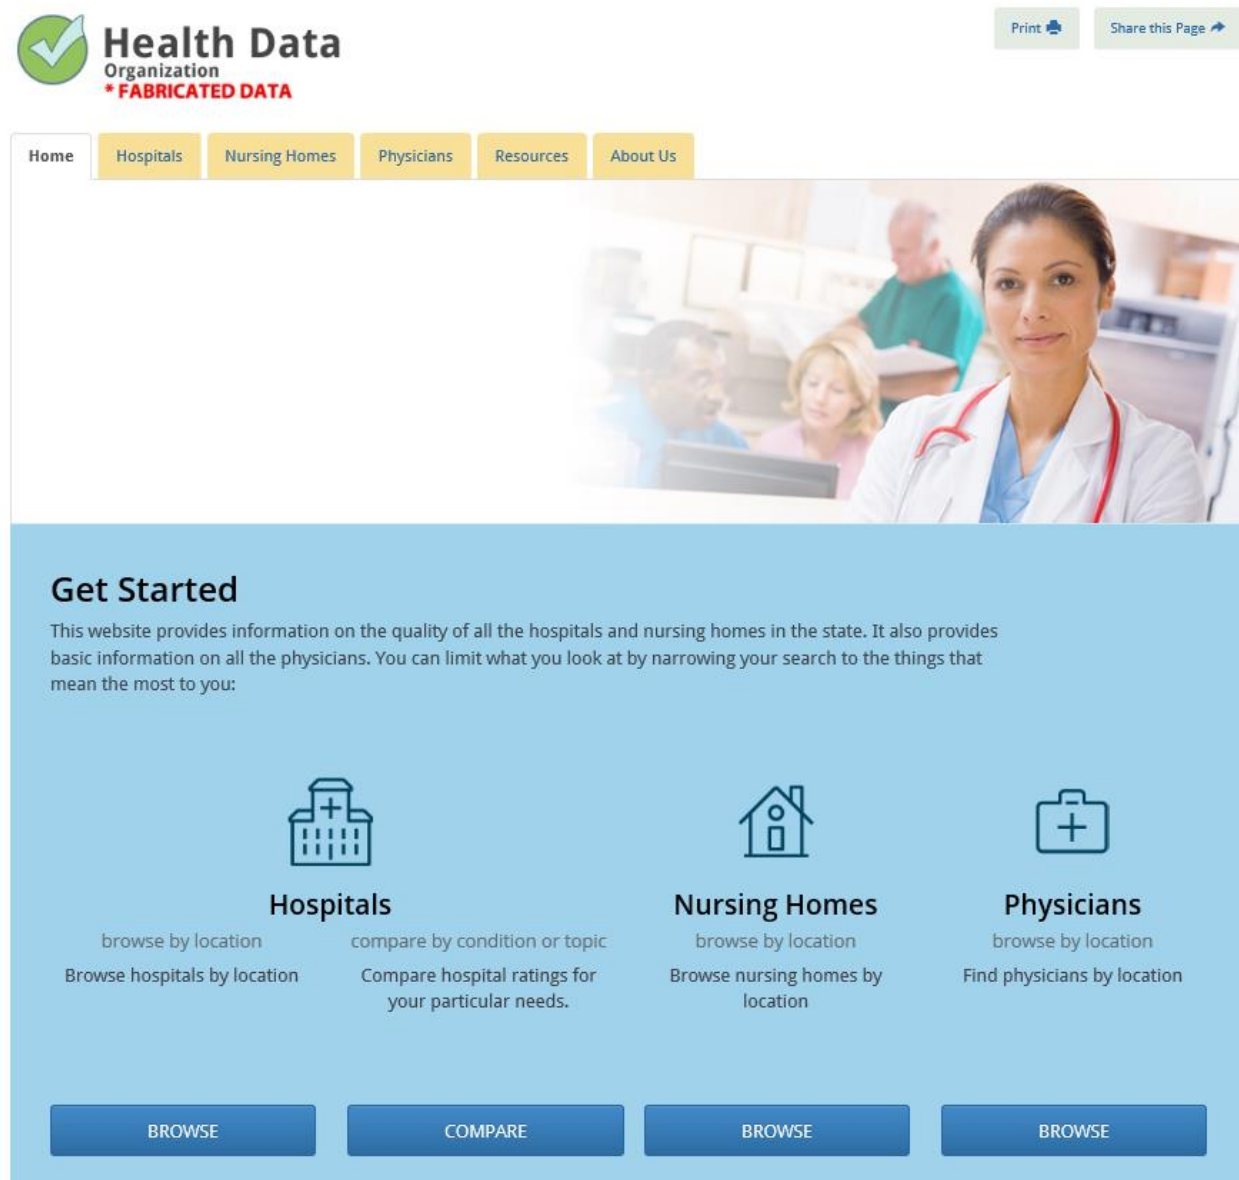 Health Data
Organization
* FABRICATED DATA
Print
Share this Page
Home
Hospitals
Nursing Homes
Physicians
Resources
About Us
Get Started
This website provides information on the quality of all the hospitals and nursing homes in the state. It also provides
basic information on all the physicians. You can limit what you look at by narrowing your search to the things that
mean the most to you:
Hospitals
browse by location
Browse hospitals by location
compare by condition or topic
Compare hospital ratings for
your particular needs.
Nursing Homes
browse by location
Browse nursing homes by
location
Physicians
browse by location
Find physicians by location
BROWSE
COMPARE
BROWSE
BROWSE